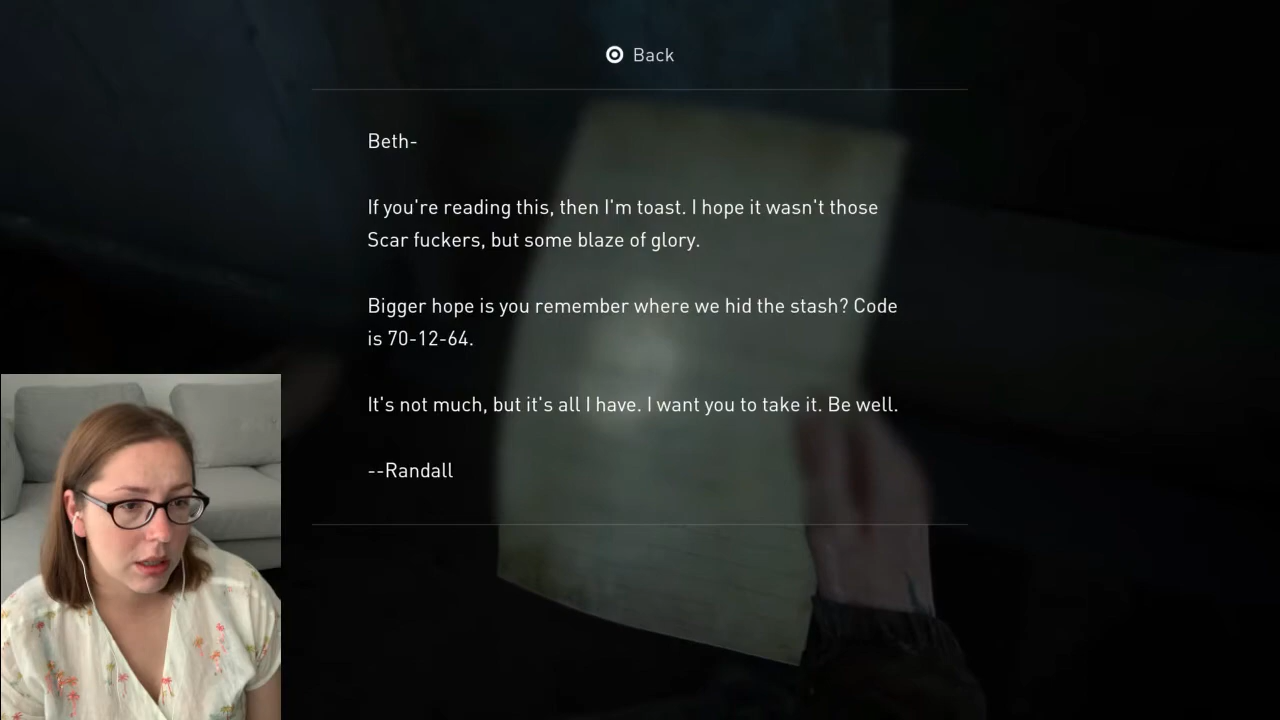 Back
Beth-
If you're reading this, then I'm toast. I hope it wasn't those
Scar fuckers, but some blaze of glory.
Bigger hope is you remember where we hid the stash? Code
is 70-12-64.
It's not much, but it's all I have. I want you to take it. Be well.
--Randall